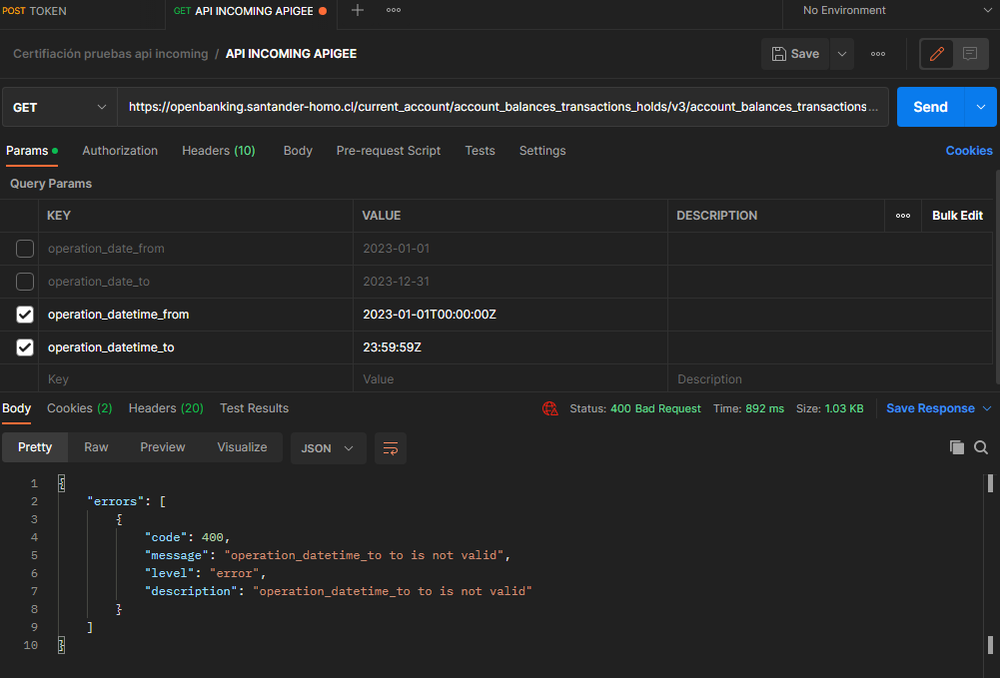 POST TOKEN GET API INCOMING APIGEE No Environment
Certifiación pruebas api incoming / API INCOMING APIGEE Save
GET https://openbanking.santander-homo.cl/current_account/account_balances_transactions_holds/v3/account_balances_transactions... Send
Params Authorization Headers (10) Body Pre-request Script Tests Settings Cookies
Query Params
KEY VALUE DESCRIPTION Bulk Edit
operation_date_from 2023-01-01
operation_date_to 2023-12-31
operation_datetime_from 2023-01-01T00:00:00Z
operation_datetime_to 23:59:59Z
Key Value Description
Body Cookies (2) Headers (20) Test Results Status: 400 Bad Request Time: 892 ms Size: 1.03 KB Save Response
Pretty Raw Preview Visualize JSON
1 {
2 "errors": [
3 {
4 "code": 400,
5 "message": "operation_datetime_to to is not valid",
6 "level": "error",
7 "description": "operation_datetime_to to is not valid"
8 }
9 ]
10 }